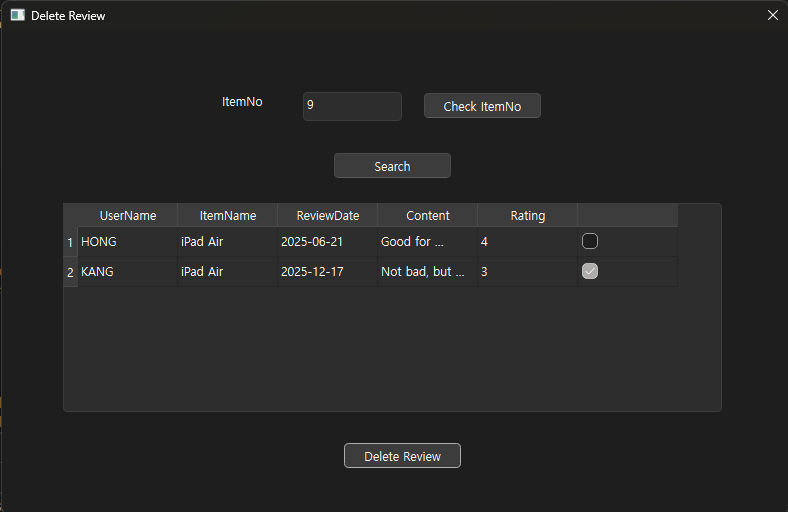 Delete Review
ItemNo 9 Check ItemNo
Search
UserName ItemName ReviewDate Content Rating
1 HONG iPad Air 2025-06-21 Good for ... 4
2 KANG iPad Air 2025-12-17 Not bad, but ... 3
Delete Review